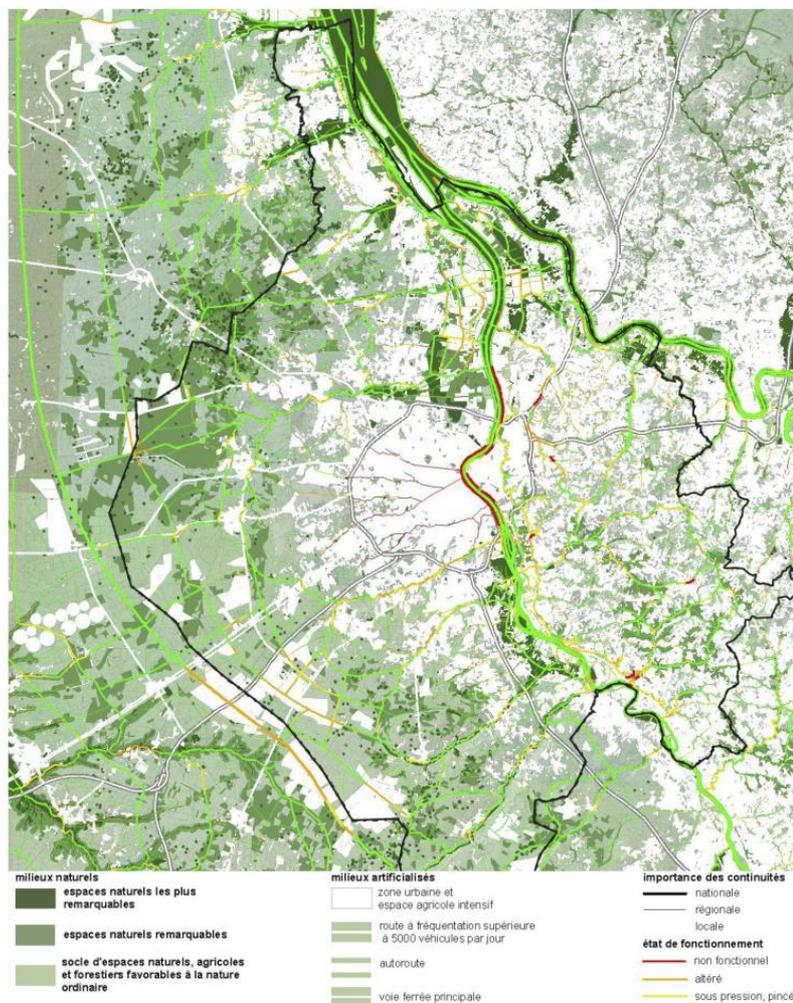 milieux naturels
espaces naturels les plus
remarquables
espaces naturels remarquables
socle d'espaces naturels, agricoles
et forestiers favorables à la nature
ordinaire
milieux artificialisés
zone urbaine et
espace agricole intensif
route à fréquentation supérieure
à 5000 véhicules par jour
autoroute
voie ferrée principale
importance des continuités
nationale
régionale
locale
état de fonctionnement
non fonctionnel
altéré
sous pression, pincé